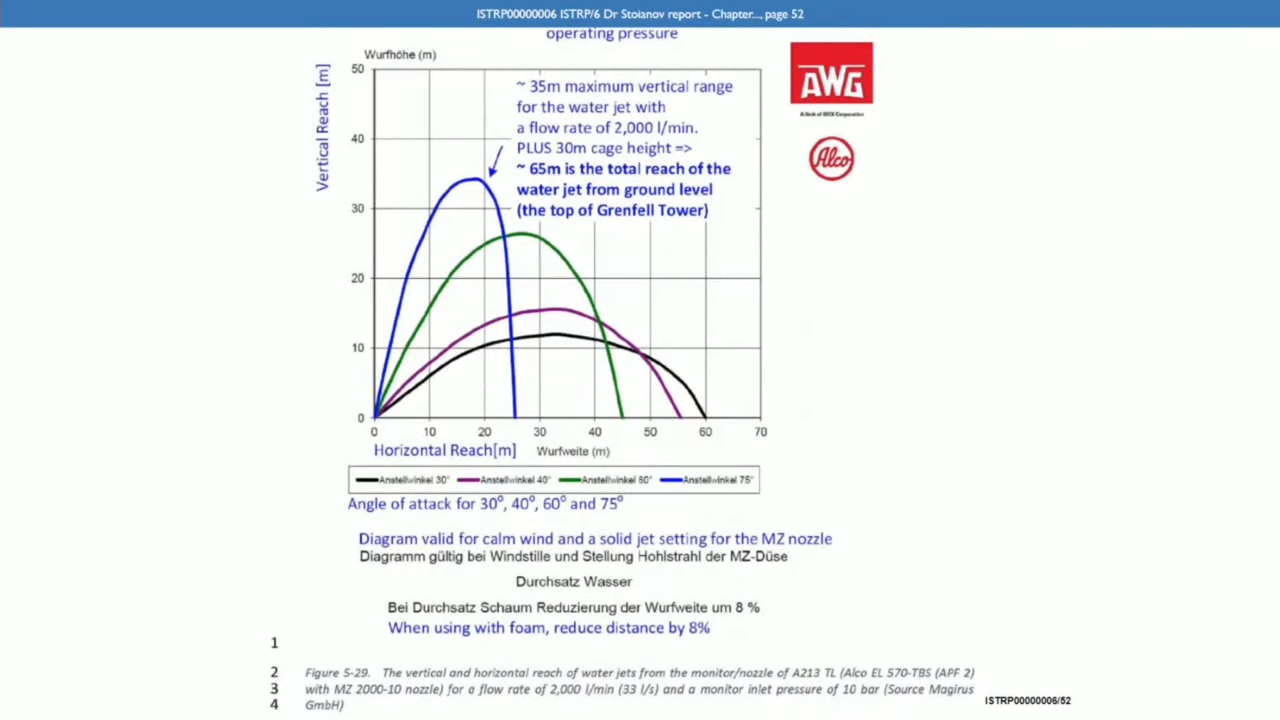 ISTRP00000006 ISTRP/6 Dr Stoianov report - Chapter..., page 52
operating pressure
Wurfhöhe (m)
Vertical Reach [m]
50
40
30
20
10
0
~ 35m maximum vertical range
for the water jet with
a flow rate of 2,000 l/min.
PLUS 30m cage height =>
~ 65m is the total reach of the
water jet from ground level
(the top of Grenfell Tower)
AWG
A Unit of IDEX Corporation
Alco
0 10 20 30 40 50 60 70
Horizontal Reach[m] Wurfweite (m)
Anstellwinkel 30° Anstellwinkel 40° Anstellwinkel 60° Anstellwinkel 75°
Angle of attack for 30°, 40°, 60° and 75°
Diagram valid for calm wind and a solid jet setting for the MZ nozzle
Diagramm gültig bei Windstille und Stellung Hohlstrahl der MZ-Düse
Durchsatz Wasser
Bei Durchsatz Schaum Reduzierung der Wurfweite um 8 %
When using with foam, reduce distance by 8%
1
2 Figure 5-29. The vertical and horizontal reach of water jets from the monitor/nozzle of A213 TL (Alco EL 570-TBS (APF 2)
3 with MZ 2000-10 nozzle) for a flow rate of 2,000 l/min (33 l/s) and a monitor inlet pressure of 10 bar (Source Magirus
4 GmbH)
ISTRP00000006/52